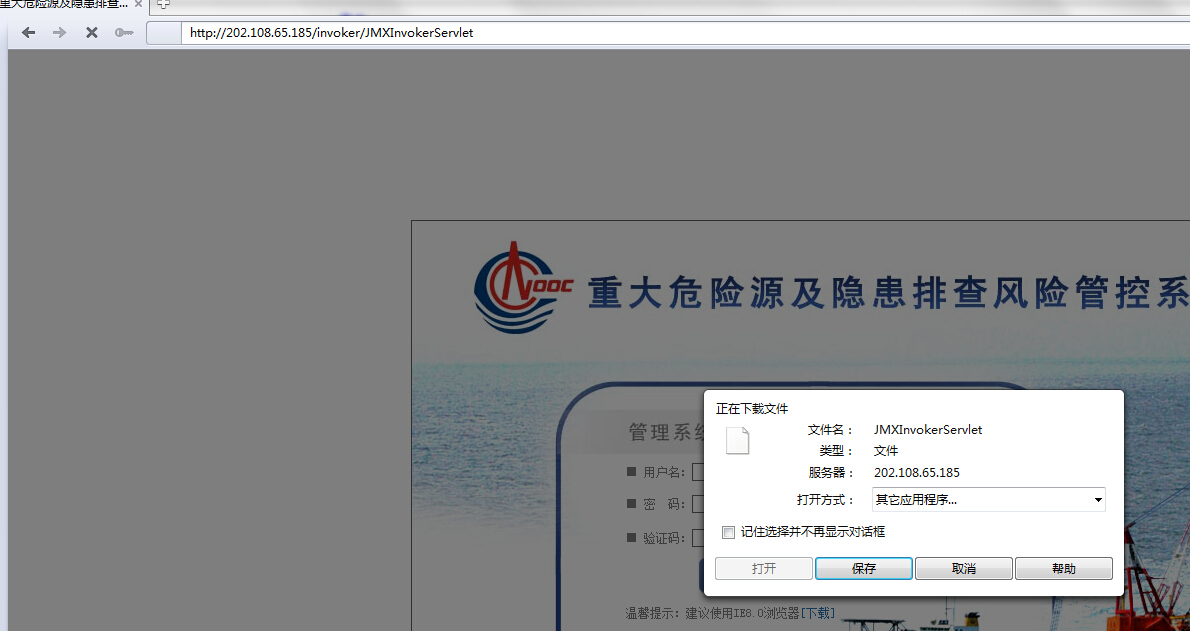 重大危险源及隐患排查...
http://202.108.65.185/invoker/JMXInvokerServlet
NOOC 重大危险源及隐患排查风险管控系
管理系统
用户名:
密 码:
验证码:
温馨提示: 建议使用IE8.0浏览器[下载]
正在下载文件
文件名: JMXInvokerServlet
类型: 文件
服务器: 202.108.65.185
打开方式: 其它应用程序...
记住选择并不再显示对话框
打开 保存 取消 帮助